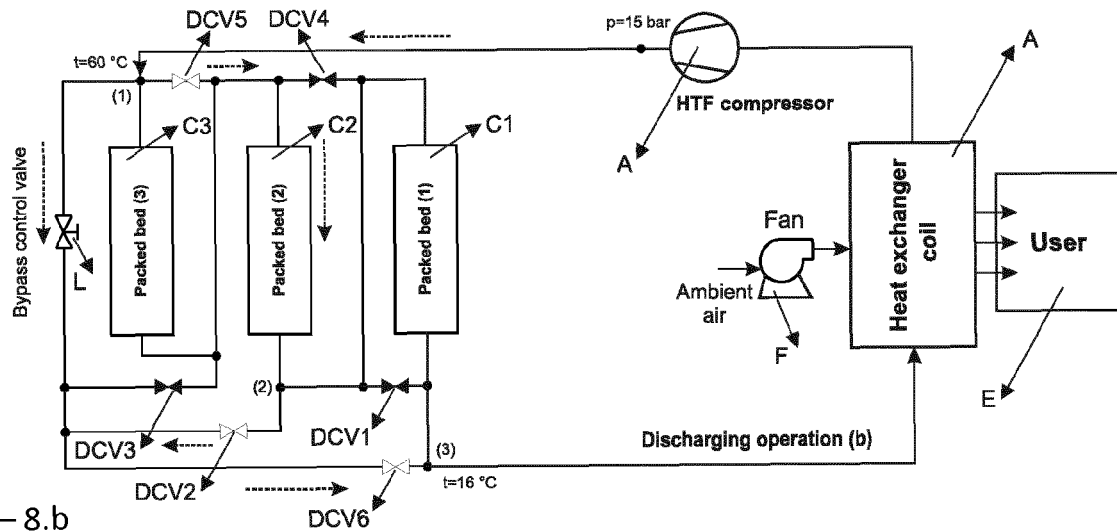 DCV5
DCV4
p=15 bar
t=60 °C
(1)
HTF compressor
A
A
C3
C2
C1
Packed bed (3)
Packed bed (2)
Packed bed (1)
Bypass control valve
L
Fan
Ambient
air
F
Heat exchanger
coil
User
E
(2)
DCV3
DCV1
DCV2
(3)
Discharging operation (b)
t=16 °C
DCV6
– 8.b